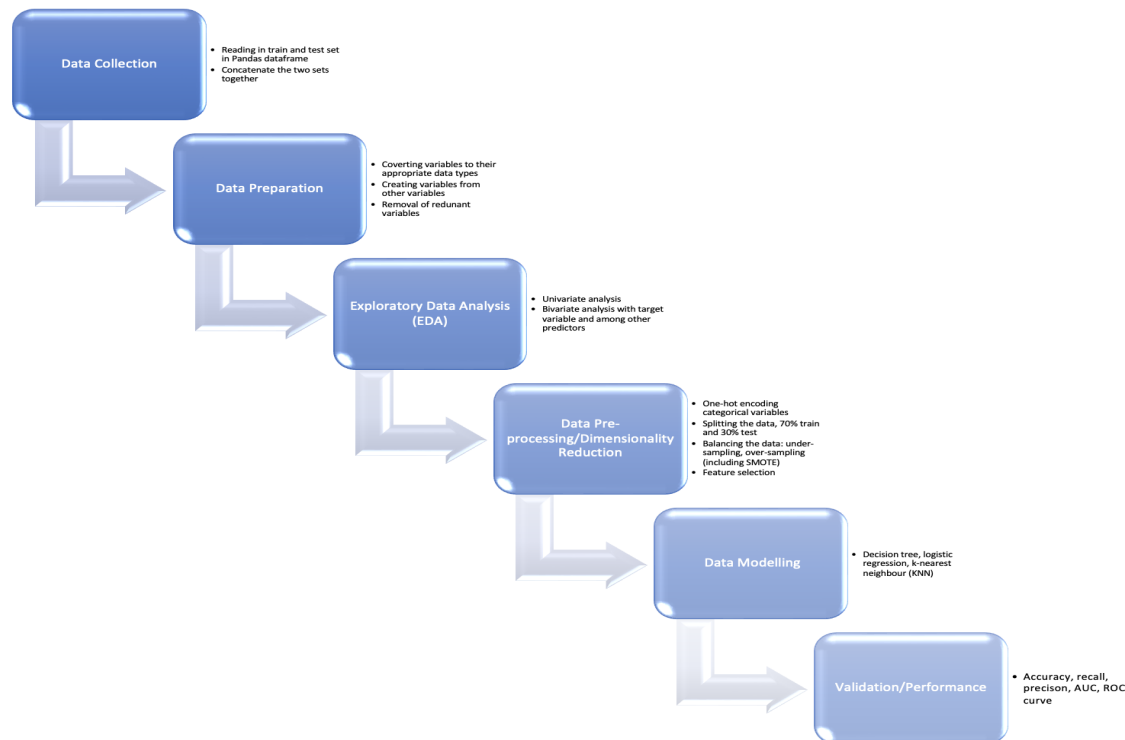 Data Collection
• Reading in train and test set
in Pandas dataframe
• Concatenate the two sets
together
Data Preparation
• Coverting variables to their
appropriate data types
• Creating variables from
other variables
• Removal of redunant
variables
Exploratory Data Analysis
(EDA)
• Univariate analysis
• Bivariate analysis with target
variable and among other
predictors
Data Pre-
processing/Dimensionality
Reduction
• One-hot encoding
categorical variables
• Splitting the data, 70% train
and 30% test
• Balancing the data: under-
sampling, over-sampling
(including SMOTE)
• Feature selection
Data Modelling
• Decision tree, logistic
regression, k-nearest
neighbour (KNN)
Validation/Performance
• Accuracy, recall,
precison, AUC, ROC
curve